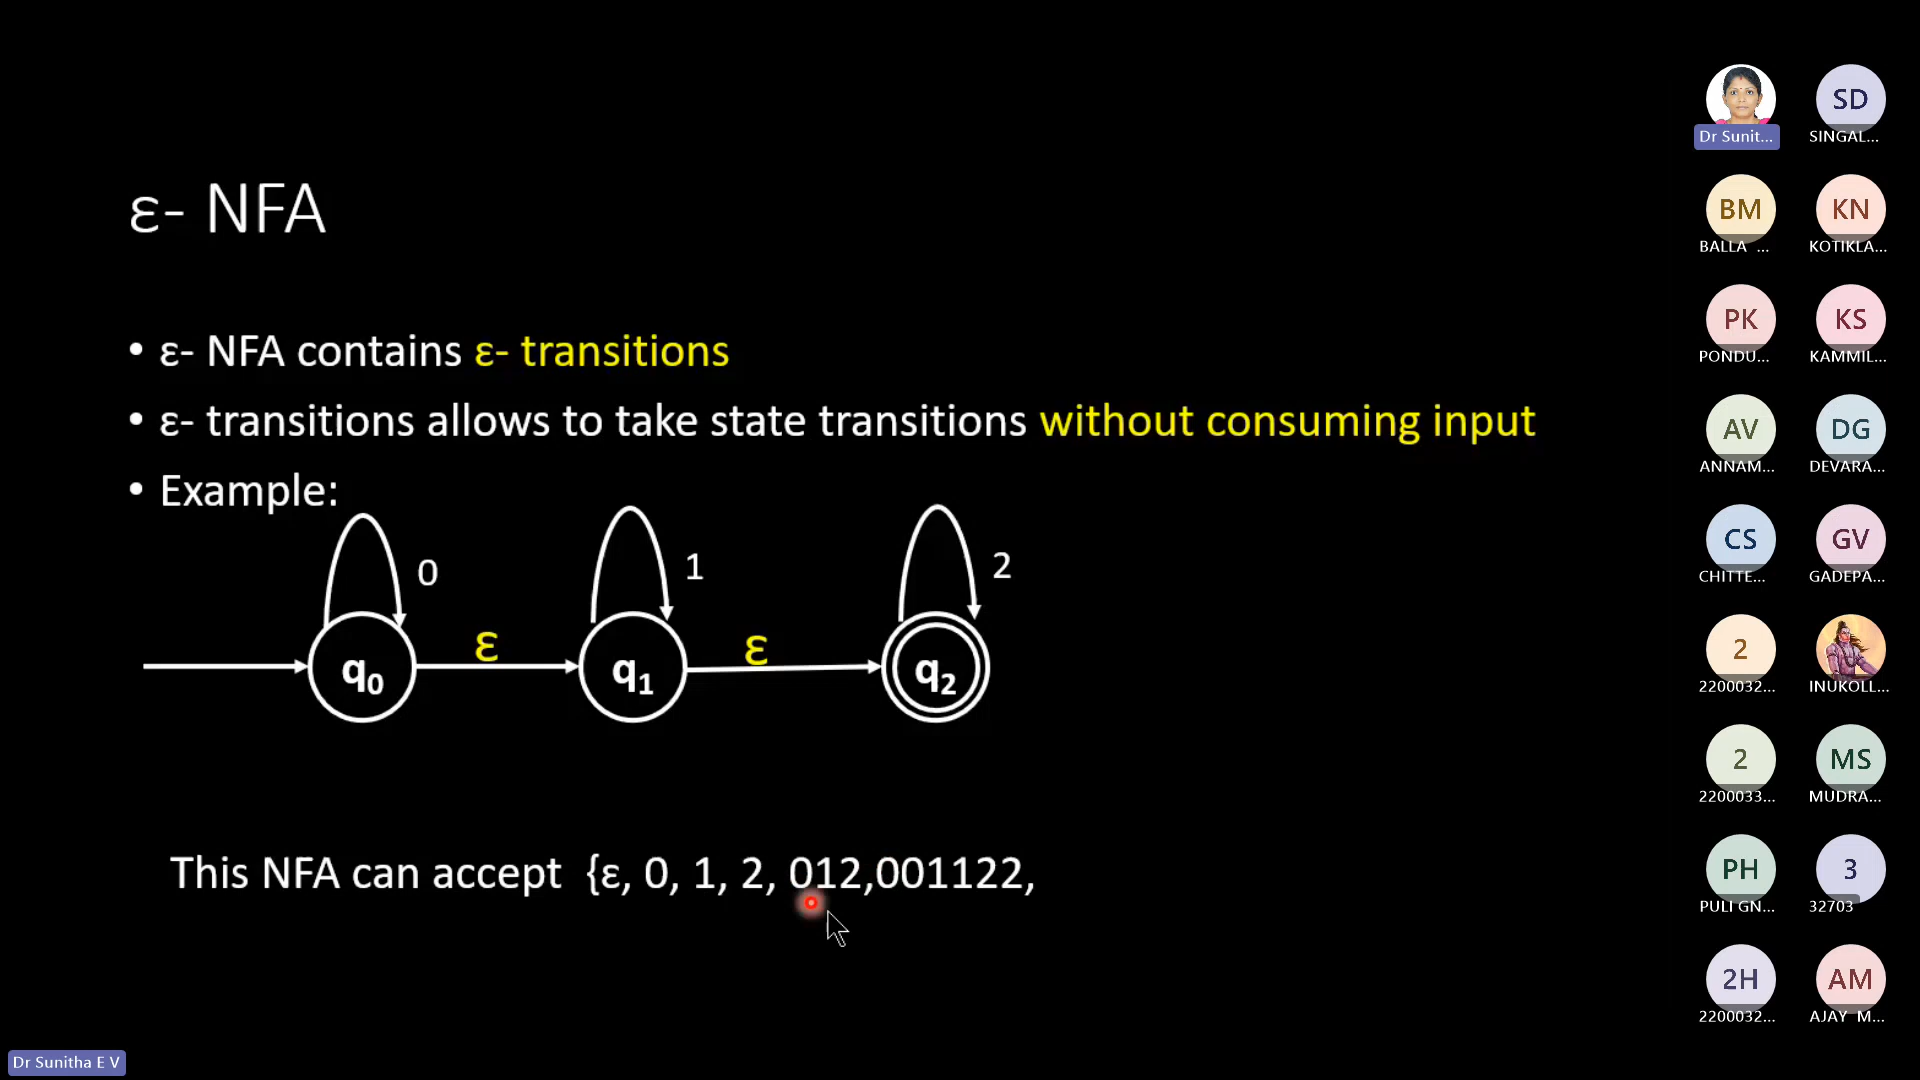 ε- NFA
• ε- NFA contains ε- transitions
• ε- transitions allows to take state transitions without consuming input
• Example:
0
1
2
ε
ε
q0
q1
q2
This NFA can accept {ε, 0, 1, 2, 012,001122,
Dr Sunit...
SD
SINGAL...
BM
BALLA ...
KN
KOTIKLA...
PK
PONDU...
KS
KAMMIL...
AV
ANNAM...
DG
DEVARA...
CS
CHITTE...
GV
GADEPA...
2
2200032...
INUKOLL...
2
2200033...
MS
MUDRA...
PH
PULI GN...
3
32703
2H
2200032...
AM
AJAY M...
Dr Sunitha E V